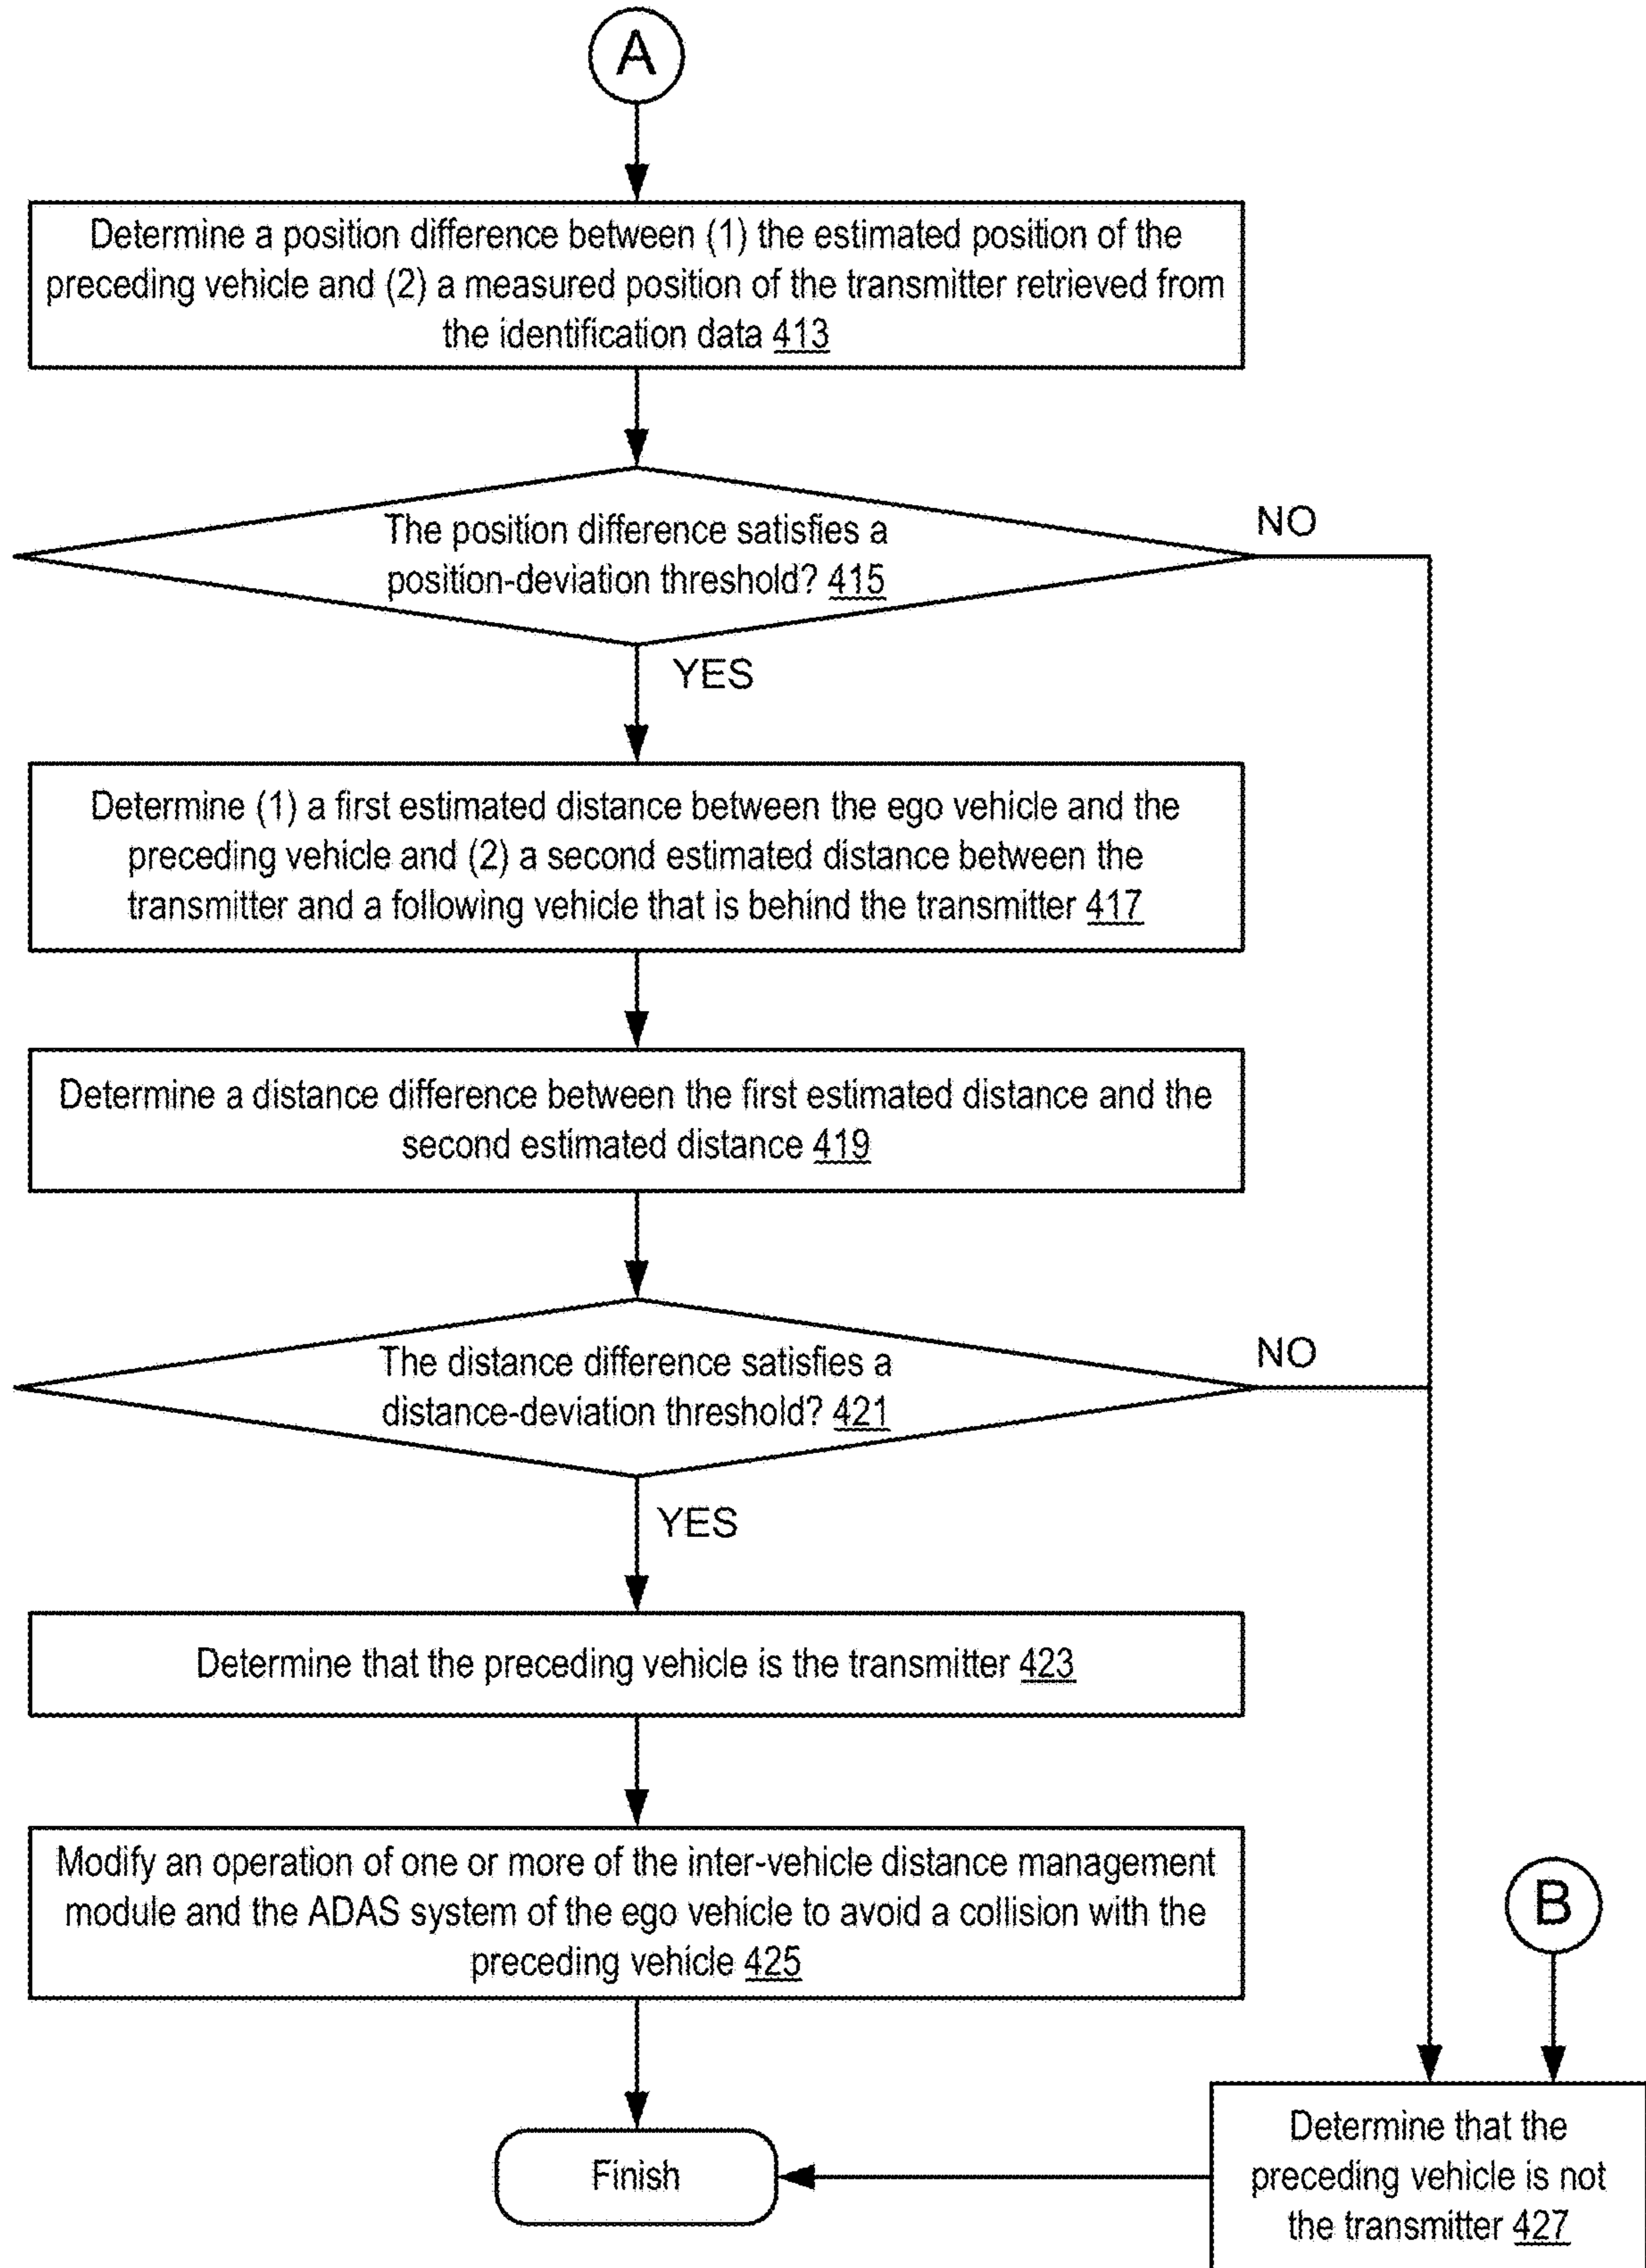 A
Determine a position difference between (1) the estimated position of the
preceding vehicle and (2) a measured position of the transmitter retrieved from
the identification data 413
The position difference satisfies a
position-deviation threshold? 415
NO
YES
Determine (1) a first estimated distance between the ego vehicle and the
preceding vehicle and (2) a second estimated distance between the
transmitter and a following vehicle that is behind the transmitter 417
Determine a distance difference between the first estimated distance and the
second estimated distance 419
The distance difference satisfies a
distance-deviation threshold? 421
NO
YES
Determine that the preceding vehicle is the transmitter 423
Modify an operation of one or more of the inter-vehicle distance management
module and the ADAS system of the ego vehicle to avoid a collision with the
preceding vehicle 425
B
Finish
Determine that the
preceding vehicle is not
the transmitter 427